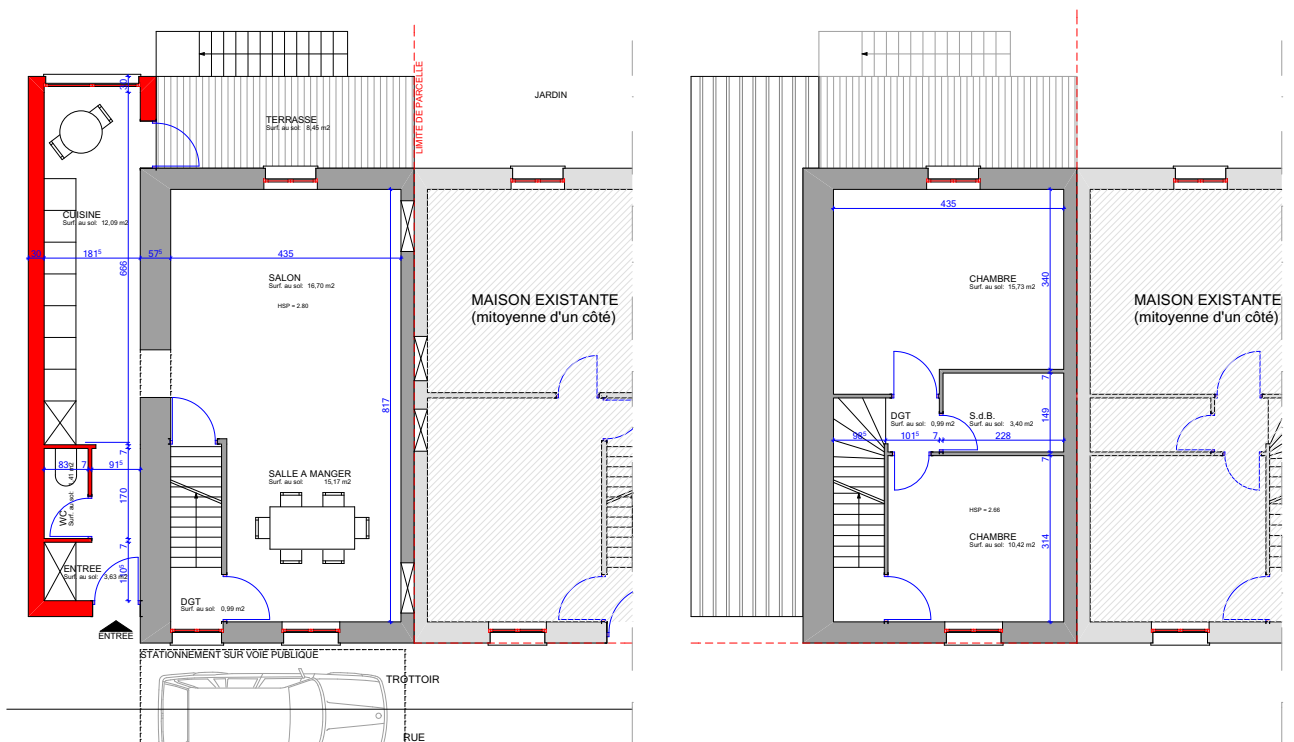 JARDIN
LIMITE DE PARCELLE
TERRASSE
Surf. au sol: 8,45 m2
30
CUISINE
Surf. au sol: 12,09 m2
30
181⁵
57⁵
435
666
SALON
Surf. au sol: 16,70 m2
HSP = 2.80
MAISON EXISTANTE
(mitoyenne d'un côté)
817
7
83
7
91⁵
WC
170
SALLE A MANGER
Surf. au sol: 15,17 m2
7
ENTREE
Surf. au sol: 3,63 m2
DGT
Surf. au sol: 0,99 m2
ENTREE
STATIONNEMENT SUR VOIE PUBLIQUE
TROTTOIR
RUE
435
CHAMBRE
Surf. au sol: 15,73 m2
340
MAISON EXISTANTE
(mitoyenne d'un côté)
7
DGT
Surf. au sol: 0,99 m2
S.d.B.
Surf. au sol: 3,40 m2
149
101⁵
7
228
7
HSP = 2.68
CHAMBRE
Surf. au sol: 10,42 m2
314